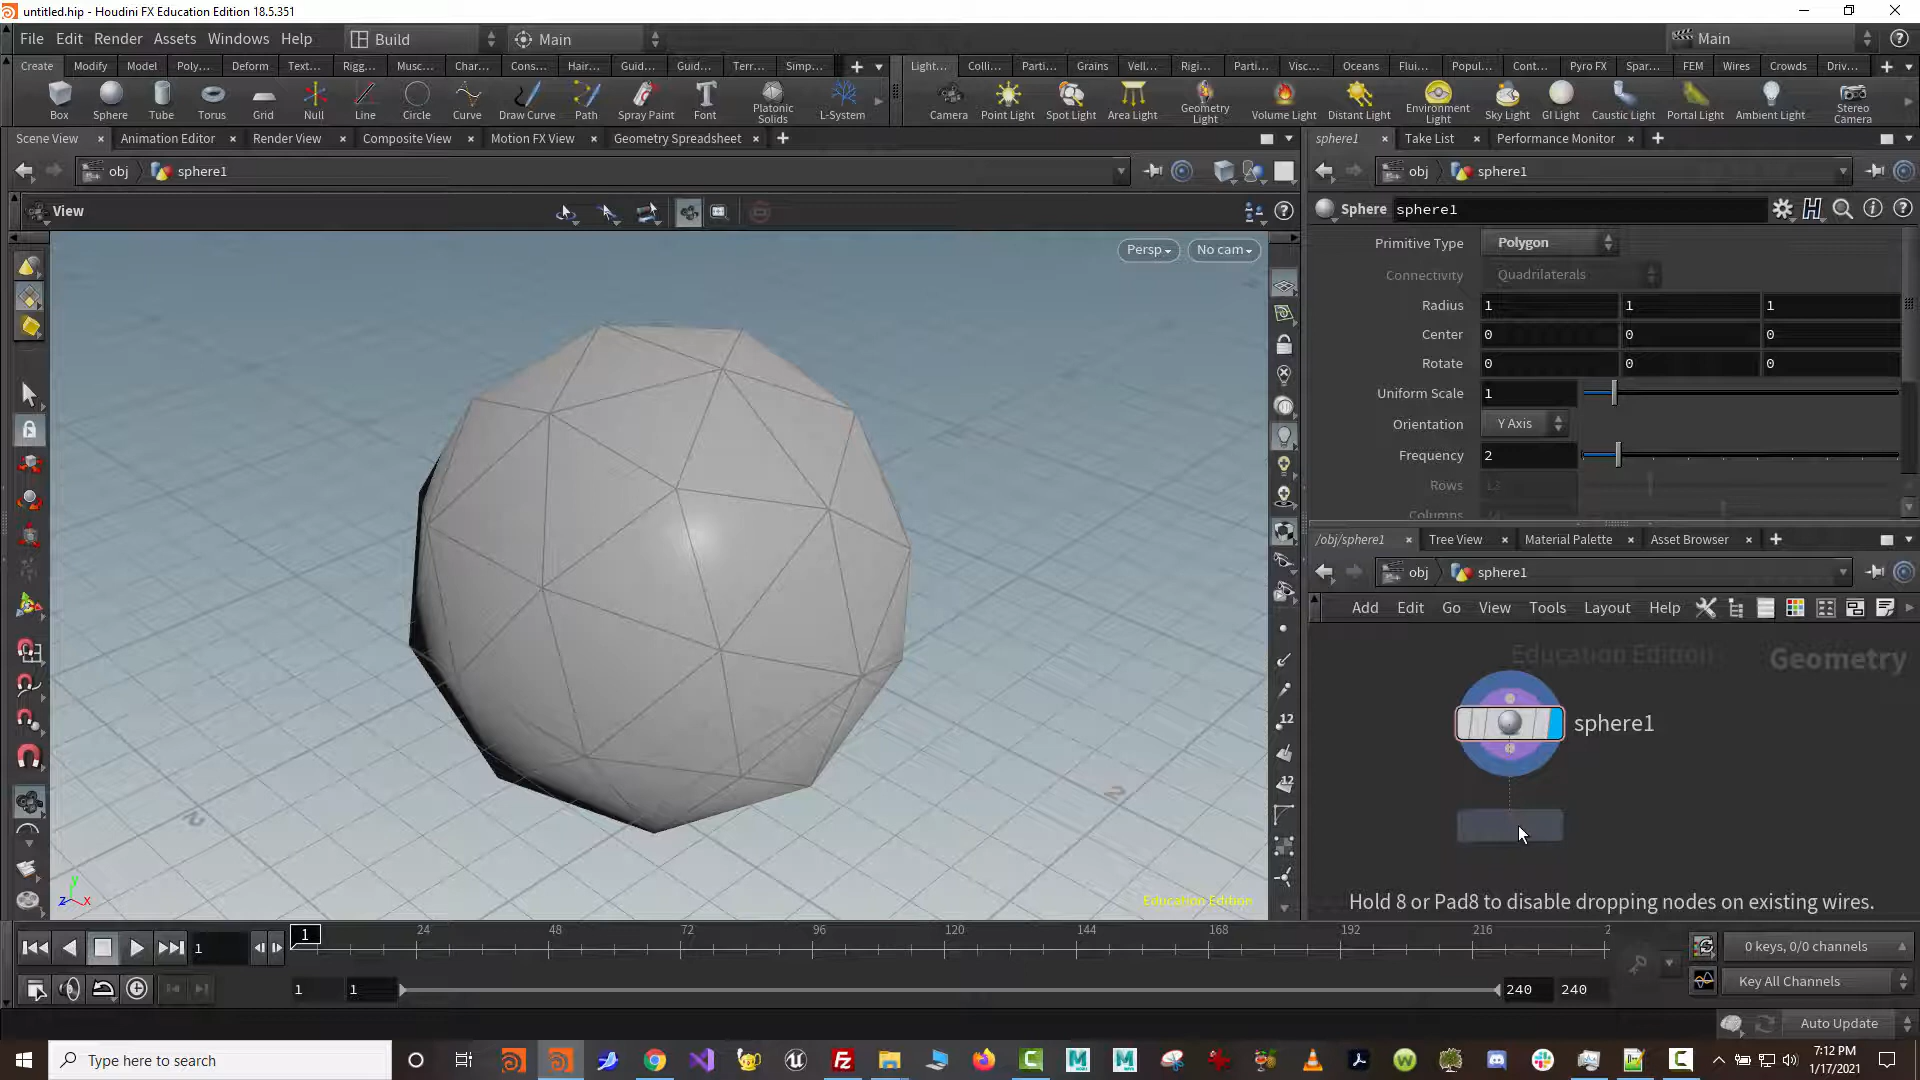 untitled.hip - Houdini FX Education Edition 18.5.351
File Edit Render Assets Windows Help Build Main Main
Create Modify Model Poly... Deform Text... Rigg... Musc... Char... Cons... Hair... Guid... Guid... Terr... Simp... Light... Colli... Parti... Grains Vell... Rigi... Parti... Visc... Oceans Flui... Popul... Cont... Pyro FX Spar... FEM Wires Crowds Driv...
Box Sphere Tube Torus Grid Null Line Circle Curve Draw Curve Path Spray Paint Font Platonic Solids L-System Camera Point Light Spot Light Area Light Geometry Light Volume Light Distant Light Environment Light Sky Light GI Light Caustic Light Portal Light Ambient Light Stereo Camera
Scene View Animation Editor Render View Composite View Motion FX View Geometry Spreadsheet sphere1 Take List Performance Monitor
obj sphere1 obj sphere1
View Sphere sphere1
Persp No cam
Primitive Type Polygon
Connectivity Quadrilaterals
Radius 1 1 1
Center 0 0 0
Rotate 0 0 0
Uniform Scale 1
Orientation Y Axis
Frequency 2
Rows 13
Columns
/obj/sphere1 Tree View Material Palette Asset Browser
obj sphere1
Add Edit Go View Tools Layout Help
Education Edition Geometry
sphere1
12
12
2
y
z x
Education Edition
Hold 8 or Pad8 to disable dropping nodes on existing wires.
1 1 24 48 72 96 120 144 168 192 216 2
0 keys, 0/0 channels
1 1 240 240 Key All Channels
Auto Update
Type here to search 7:12 PM
1/17/2021